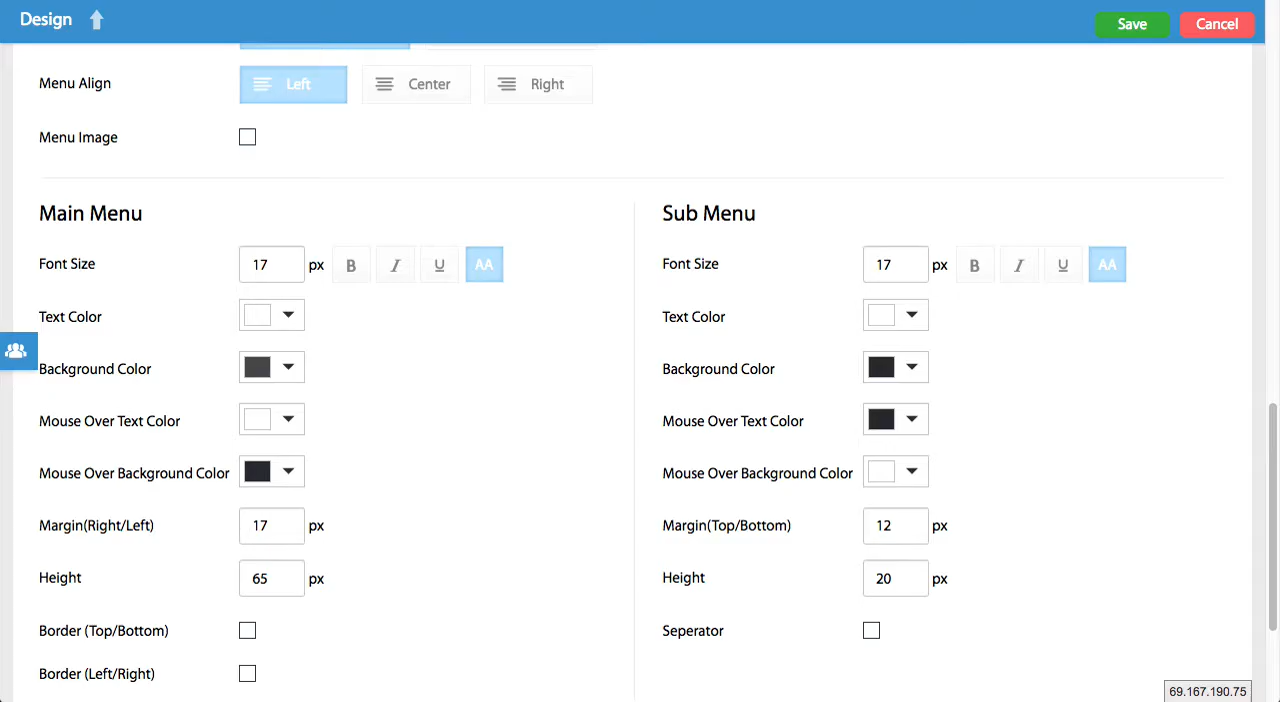 Design
Save
Cancel
Menu Align
Left
Center
Right
Menu Image
Main Menu
Font Size
17
px
B
I
U
AA
Text Color
Background Color
Mouse Over Text Color
Mouse Over Background Color
Margin(Right/Left)
17
px
Height
65
px
Border (Top/Bottom)
Border (Left/Right)
Sub Menu
Font Size
17
px
B
I
U
AA
Text Color
Background Color
Mouse Over Text Color
Mouse Over Background Color
Margin(Top/Bottom)
12
px
Height
20
px
Seperator
69.167.190.75